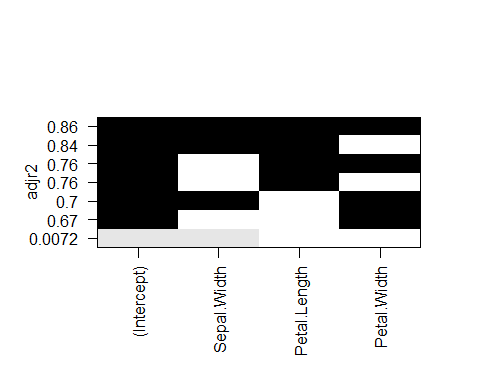 adjr2
0.86
0.84
0.76
0.76
0.7
0.67
0.0072
(Intercept)
Sepal.Width
Petal.Length
Petal.Width